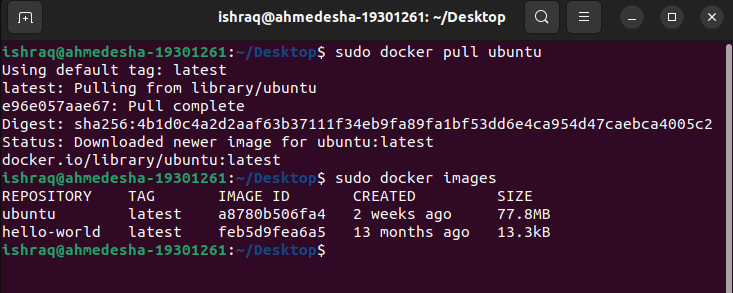 ishraq@ahmedesha-19301261: ~/Desktop
ishraq@ahmedesha-19301261:~/Desktop$ sudo docker pull ubuntu
Using default tag: latest
latest: Pulling from library/ubuntu
e96e057aae67: Pull complete
Digest: sha256:4b1d0c4a2d2aaf63b37111f34eb9fa89fa1bf53dd6e4ca954d47caebca4005c2
Status: Downloaded newer image for ubuntu:latest
docker.io/library/ubuntu:latest
ishraq@ahmedesha-19301261:~/Desktop$ sudo docker images
REPOSITORY    TAG       IMAGE ID       CREATED         SIZE
ubuntu        latest    a8780b506fa4   2 weeks ago     77.8MB
hello-world   latest    feb5d9fea6a5   13 months ago   13.3kB
ishraq@ahmedesha-19301261:~/Desktop$